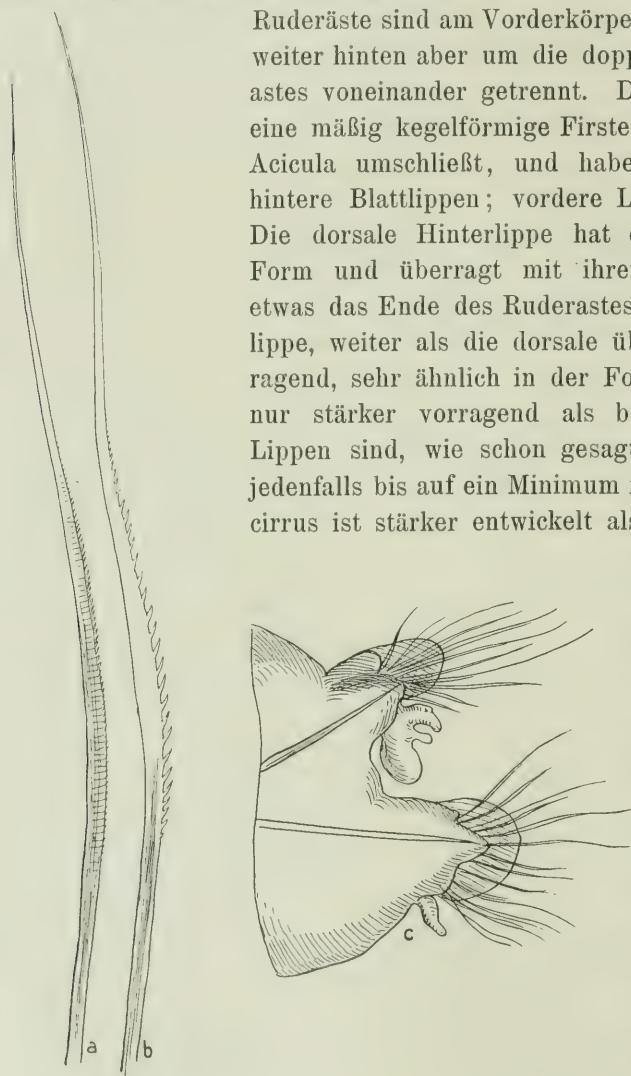 Ruderäste sind am Vorderkörpe
weiter hinten aber um die dopp
astes voneinander getrennt. D
eine mäßig kegelförmige Firste
Acicula umschließt, und habe
hintere Blattlippen; vordere L
Die dorsale Hinterlippe hat
Form und überragt mit ihre
etwas das Ende des Ruderastes
lippe, weiter als die dorsale ü
ragend, sehr ähnlich in der Fo
nur stärker vorragend als b
Lippen sind, wie schon gesagt
jedenfalls bis auf ein Minimum
cirrus ist stärker entwickelt als
c
a
b